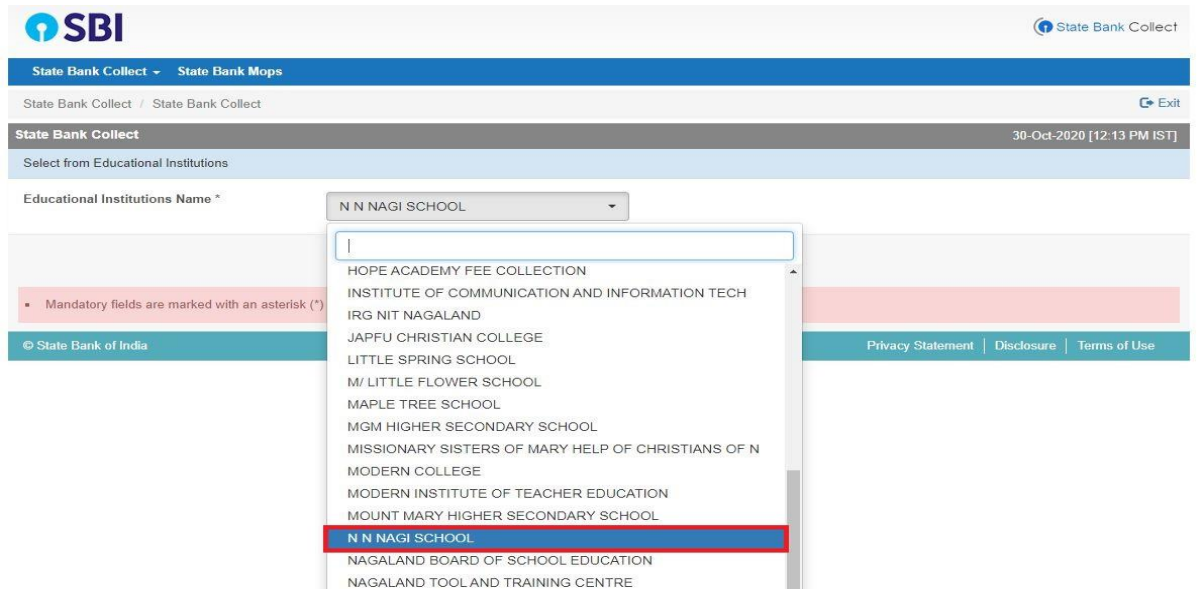 SBI
State Bank Collect
State Bank Collect State Bank Mops
State Bank Collect / State Bank Collect Exit
State Bank Collect 30-Oct-2020 [12:13 PM IST]
Select from Educational Institutions
Educational Institutions Name *
N N NAGI SCHOOL
HOPE ACADEMY FEE COLLECTION
INSTITUTE OF COMMUNICATION AND INFORMATION TECH
Mandatory fields are marked with an asterisk (*)
IRG NIT NAGALAND
JAPFU CHRISTIAN COLLEGE
© State Bank of India Privacy Statement | Disclosure | Terms of Use
LITTLE SPRING SCHOOL
M/ LITTLE FLOWER SCHOOL
MAPLE TREE SCHOOL
MGM HIGHER SECONDARY SCHOOL
MISSIONARY SISTERS OF MARY HELP OF CHRISTIANS OF N
MODERN COLLEGE
MODERN INSTITUTE OF TEACHER EDUCATION
MOUNT MARY HIGHER SECONDARY SCHOOL
N N NAGI SCHOOL
NAGALAND BOARD OF SCHOOL EDUCATION
NAGALAND TOOL AND TRAINING CENTRE